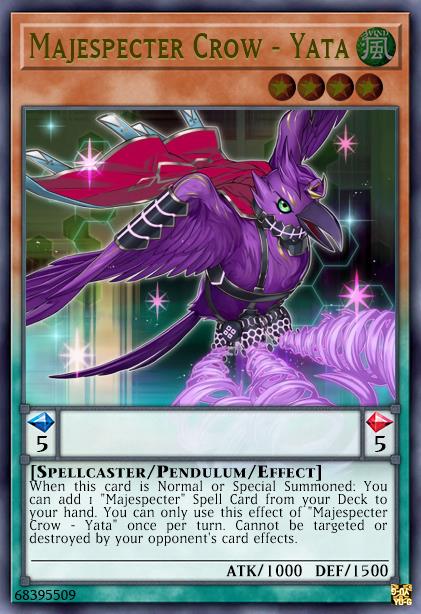 Majespecter Crow - Yata
WIND
風
5
5
[Spellcaster/Pendulum/Effect]
When this card is Normal or Special Summoned: You
can add 1 "Majespecter" Spell Card from your Deck to
your hand. You can only use this effect of "Majespecter
Crow - Yata" once per turn. Cannot be targeted or
destroyed by your opponent's card effects.
ATK/1000 DEF/1500
68395509